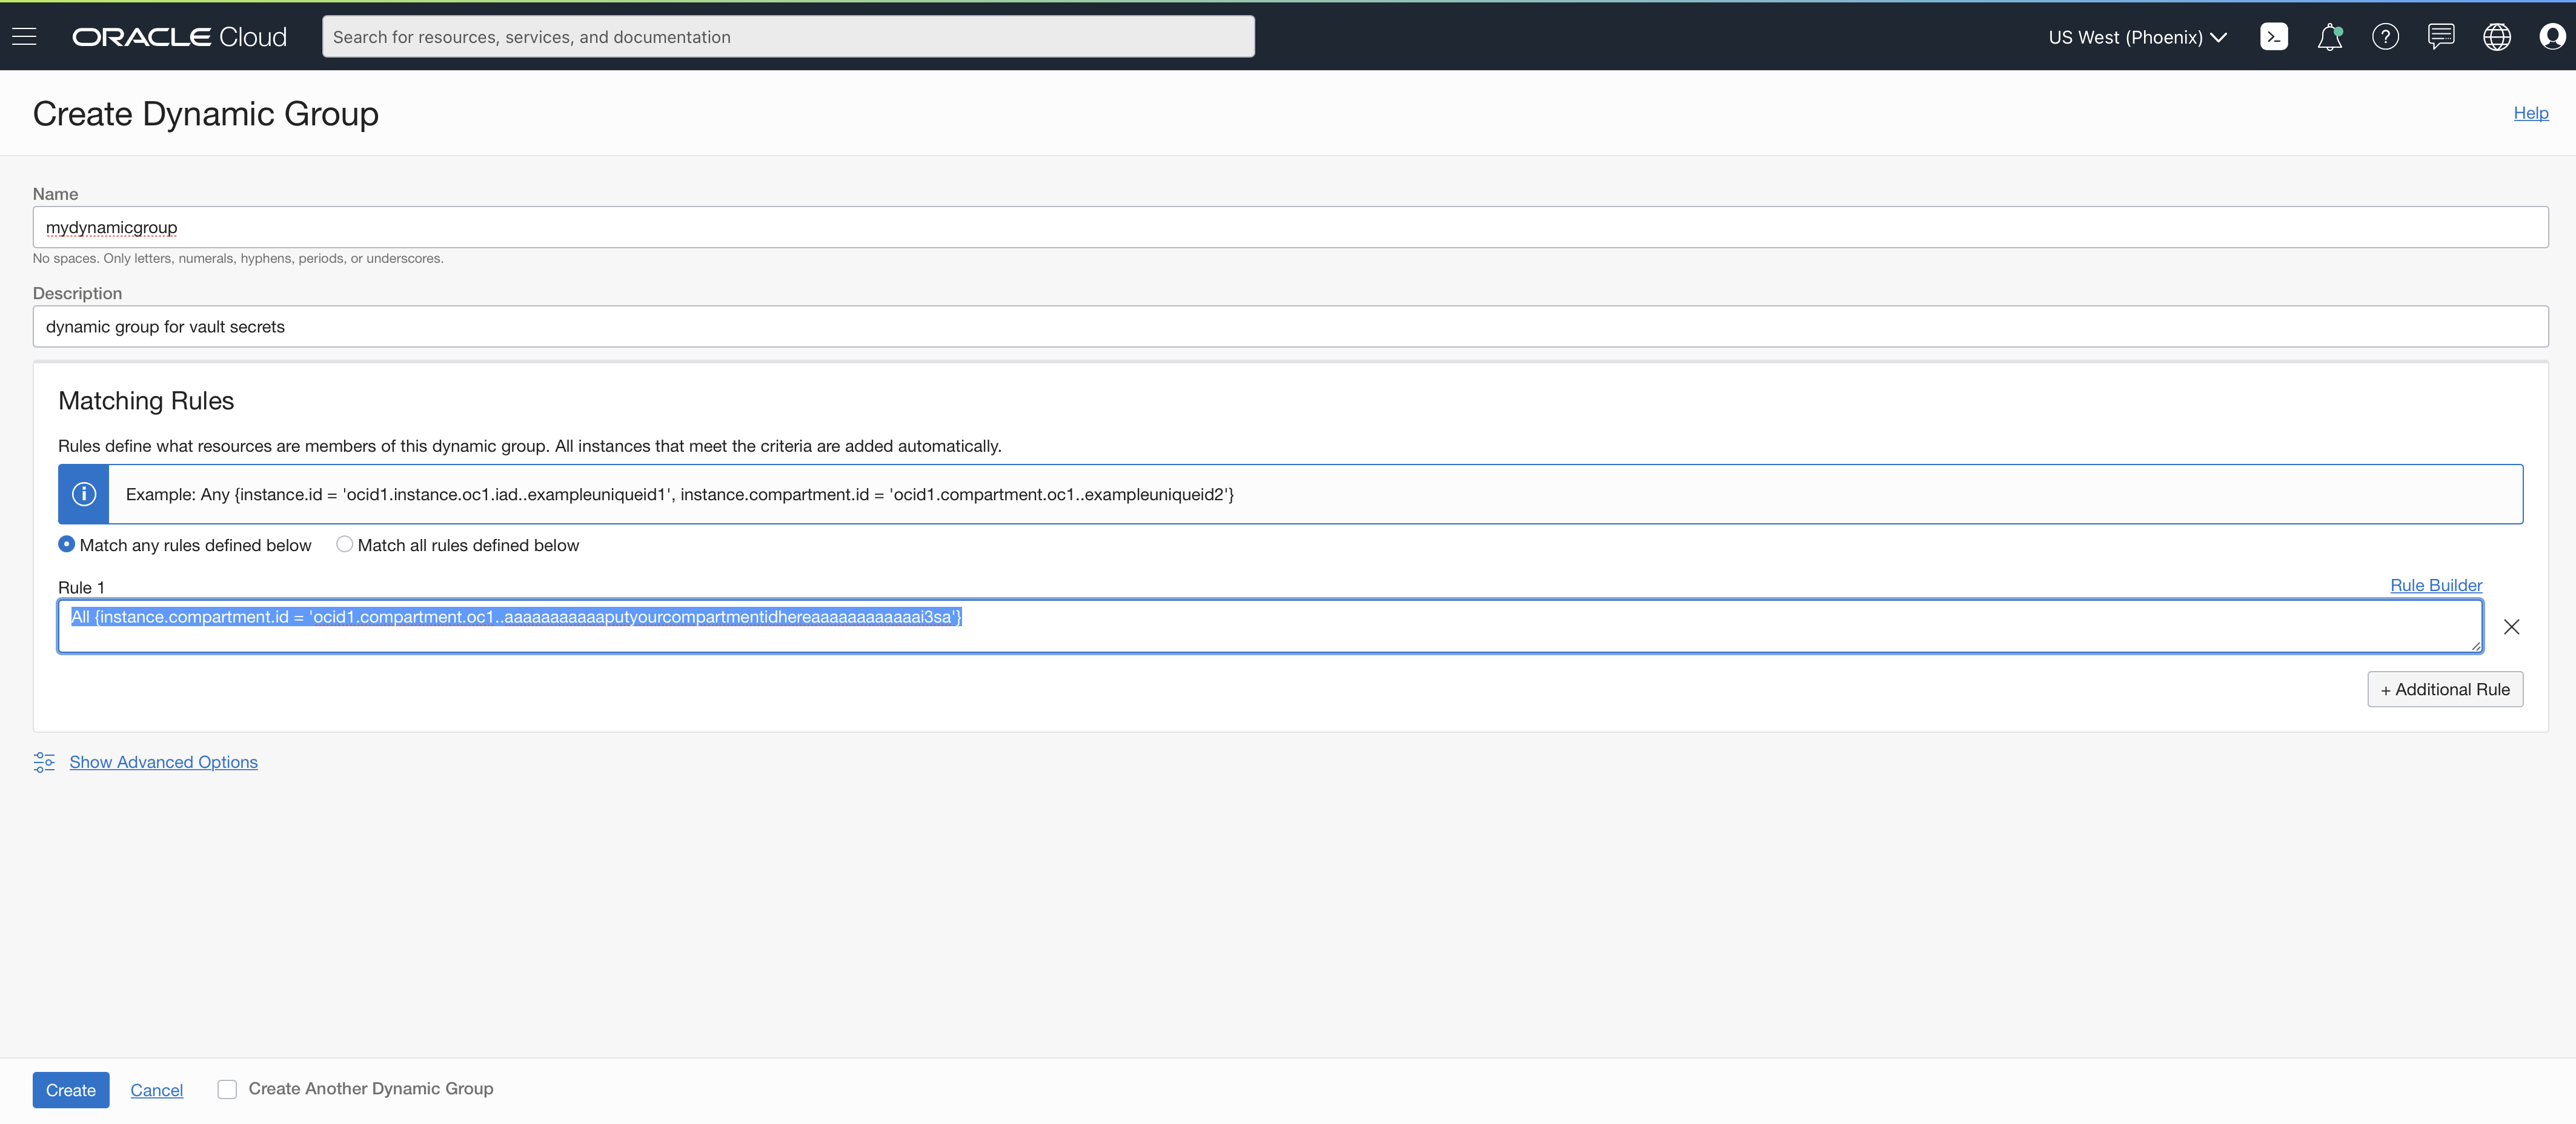 ORACLE Cloud
Search for resources, services, and documentation
US West (Phoenix)
Create Dynamic Group
Help
Name
mydynamicgroup
No spaces. Only letters, numerals, hyphens, periods, or underscores.
Description
dynamic group for vault secrets
Matching Rules
Rules define what resources are members of this dynamic group. All instances that meet the criteria are added automatically.
Example: Any {instance.id = 'ocid1.instance.oc1.iad..exampleuniqueid1', instance.compartment.id = 'ocid1.compartment.oc1..exampleuniqueid2'}
Match any rules defined below Match all rules defined below
Rule 1 Rule Builder
All {instance.compartment.id = 'ocid1.compartment.oc1..aaaaaaaaaaaputyourcompartmentidhereaaaaaaaaaaaai3sa'}
+ Additional Rule
Show Advanced Options
Create Cancel Create Another Dynamic Group